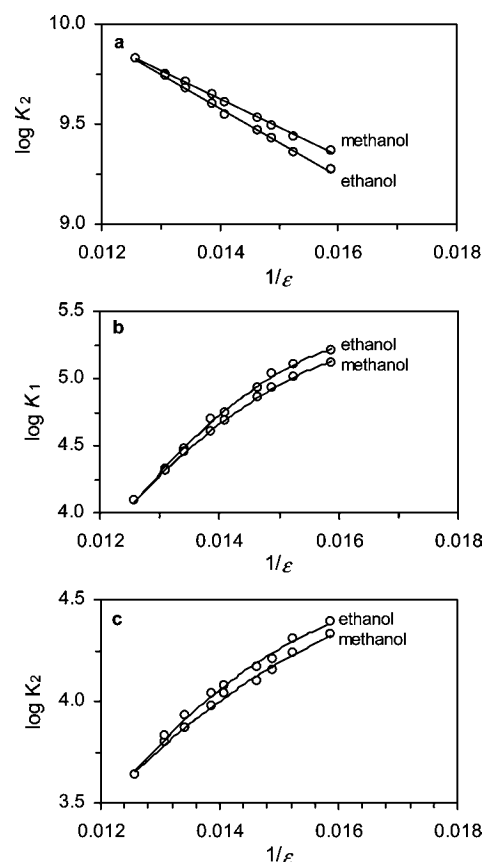 a
log K₂
10.0
9.5
9.0
methanol
ethanol
0.012 0.014 0.016 0.018
1/ε
b
log K₁
5.5
5.0
4.5
4.0
ethanol
methanol
0.012 0.014 0.016 0.018
1/ε
c
log K₂
4.5
4.0
3.5
ethanol
methanol
0.012 0.014 0.016 0.018
1/ε